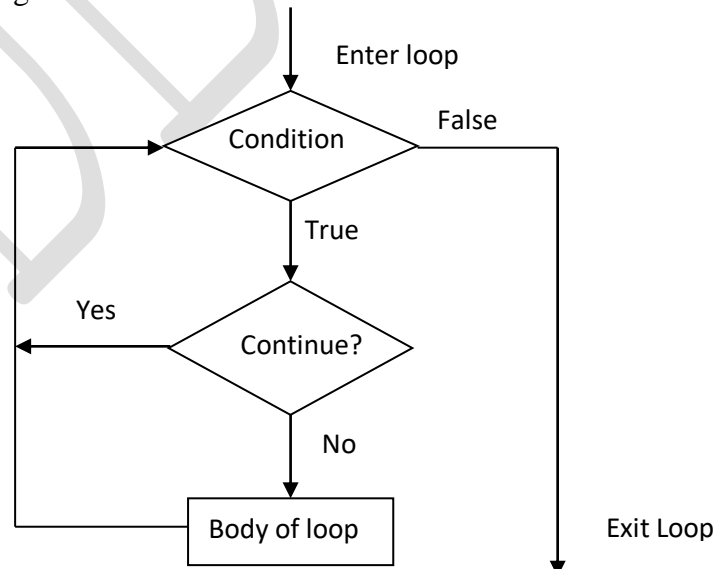 Enter loop
Condition
False
True
Yes
Continue?
No
Body of loop
Exit Loop